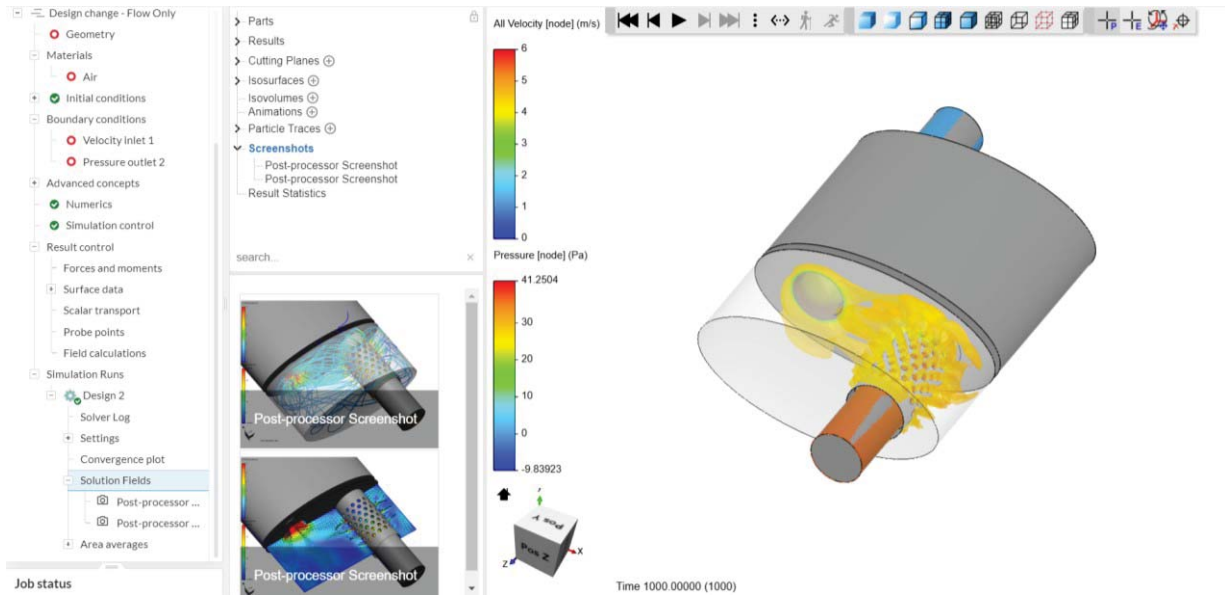 Design change - Flow Only
Geometry
Materials
Air
Initial conditions
Boundary conditions
Velocity inlet 1
Pressure outlet 2
Advanced concepts
Numerics
Simulation control
Result control
Forces and moments
Surface data
Scalar transport
Probe points
Field calculations
Simulation Runs
Design 2
Solver Log
Settings
Convergence plot
Solution Fields
Post-processor ...
Post-processor ...
Area averages
Job status
Parts
Results
Cutting Planes
Isosurfaces
Isovolumes
Animations
Particle Traces
Screenshots
Post-processor Screenshot
Post-processor Screenshot
Result Statistics
search...
Post-processor Screenshot
Post-processor Screenshot
All Velocity [node] (m/s)
6
5
4
3
2
1
0
Pressure [node] (Pa)
41.2504
30
20
10
0
-9.83923
P
E
Pos Y
Pos Z
X
Z
Time 1000.00000 (1000)